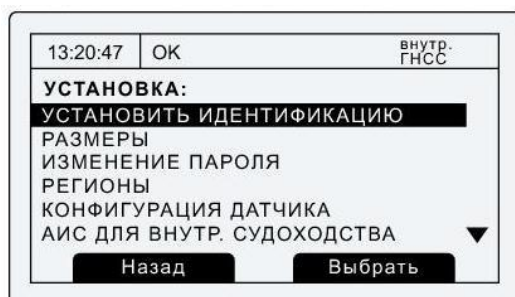 13:20:47 OK внутр. ГНСС
УСТАНОВКА:
УСТАНОВИТЬ ИДЕНТИФИКАЦИЮ
РАЗМЕРЫ
ИЗМЕНЕНИЕ ПАРОЛЯ
РЕГИОНЫ
КОНФИГУРАЦИЯ ДАТЧИКА
АИС ДЛЯ ВНУТР. СУДОХОДСТВА
Назад Выбрать